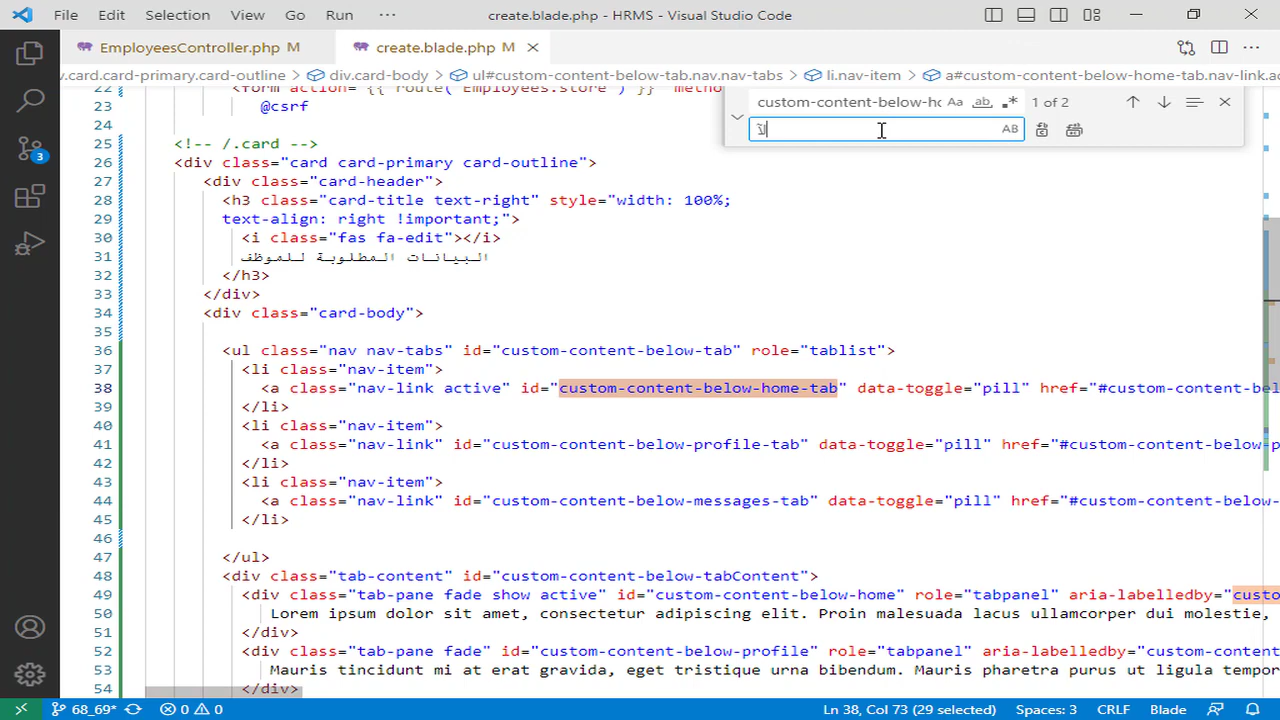 File Edit Selection View Go Run ··· create.blade.php - HRMS - Visual Studio Code
EmployeesController.php M create.blade.php M
v.card.card-primary.card-outline > div.card-body > ul#custom-content-below-tab.nav.nav-tabs > li.nav-item > a#custom-content-below-home-tab.nav-link.ac
custom-content-below-ho Aa ab .* 1 of 2
AB
22 <form action="{{ route('Employees.store') }}" metho
23 @csrf
24
25 <!-- /.card -->
26 <div class="card card-primary card-outline">
27 <div class="card-header">
28 <h3 class="card-title text-right" style="width: 100%;
29 text-align: right !important;">
30 <i class="fas fa-edit"></i>
31 البيانات المطلوبة للموظف
32 </h3>
33 </div>
34 <div class="card-body">
35
36 <ul class="nav nav-tabs" id="custom-content-below-tab" role="tablist">
37 <li class="nav-item">
38 <a class="nav-link active" id="custom-content-below-home-tab" data-toggle="pill" href="#custom-content-bel
39 </li>
40 <li class="nav-item">
41 <a class="nav-link" id="custom-content-below-profile-tab" data-toggle="pill" href="#custom-content-below-p
42 </li>
43 <li class="nav-item">
44 <a class="nav-link" id="custom-content-below-messages-tab" data-toggle="pill" href="#custom-content-below-
45 </li>
46
47 </ul>
48 <div class="tab-content" id="custom-content-below-tabContent">
49 <div class="tab-pane fade show active" id="custom-content-below-home" role="tabpanel" aria-labelledby="custo
50 Lorem ipsum dolor sit amet, consectetur adipiscing elit. Proin malesuada lacus ullamcorper dui molestie,
51 </div>
52 <div class="tab-pane fade" id="custom-content-below-profile" role="tabpanel" aria-labelledby="custom-content
53 Mauris tincidunt mi at erat gravida, eget tristique urna bibendum. Mauris pharetra purus ut ligula tempor
54 </div>
3
68_69* 0 0 Ln 38, Col 73 (29 selected) Spaces: 3 CRLF Blade